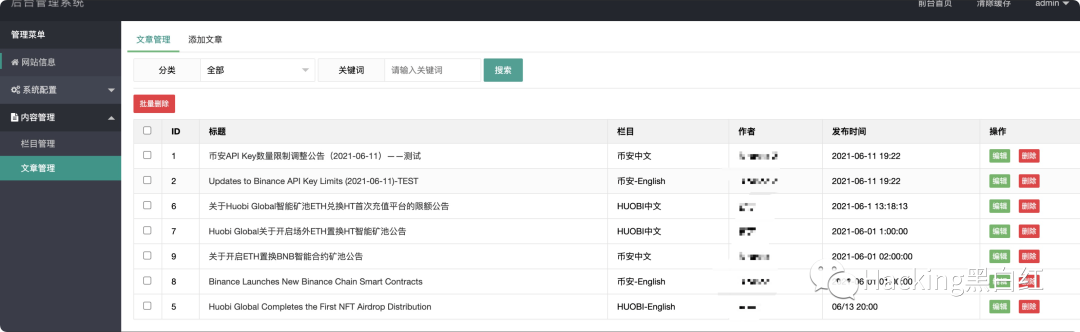 后台管理系统
前台首页 清除缓存 admin
管理菜单
网站信息
系统配置
内容管理
栏目管理
文章管理
文章管理 添加文章
分类 全部 关键词 请输入关键词 搜索
批量删除
ID 标题 栏目 作者 发布时间 操作
1 币安API Key数量限制调整公告（2021-06-11）——测试 币安中文 2021-06-11 19:22 编辑 删除
2 Updates to Binance API Key Limits (2021-06-11)-TEST 币安-English 2021-06-11 19:22 编辑 删除
6 关于Huobi Global智能矿池ETH兑换HT首次充值平台的限额公告 HUOBI中文 2021-06-1 13:18:13 编辑 删除
7 Huobi Global关于开启场外ETH置换HT智能矿池公告 HUOBI中文 2021-06-01 1:00:00 编辑 删除
9 关于开启ETH置换BNB智能合约矿池公告 币安中文 2021-06-01 02:00:00 编辑 删除
8 Binance Launches New Binance Chain Smart Contracts 币安-English 2021-06-01 编辑 删除
5 Huobi Global Completes the First NFT Airdrop Distribution HUOBI-English 06/13 20:00 编辑 删除
Hacking黑白红